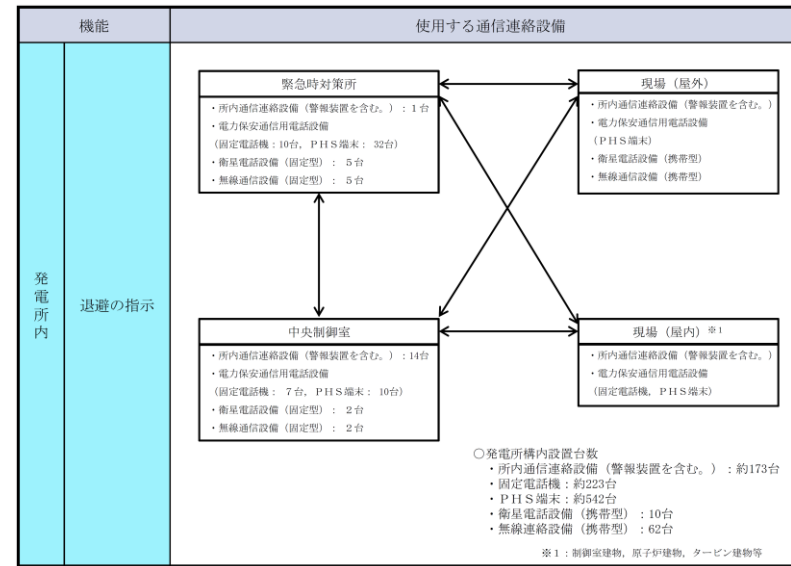 機能
使用する通信連絡設備
発電所内
退避の指示
緊急時対策所
・所内通信連絡設備（警報装置を含む。）：1台
・電力保安通信用電話設備
（固定電話機：10台，ＰＨＳ端末： 32台）
・衛星電話設備（固定型）： ５台
・無線通信設備（固定型）： ５台
現場（屋外）
・所内通信連絡設備（警報装置を含む。）
・電力保安通信用電話設備
（ＰＨＳ端末）
・衛星電話設備（携帯型）
・無線通信設備（携帯型）
中央制御室
・所内通信連絡設備（警報装置を含む。）：14台
・電力保安通信用電話設備
（固定電話機： ７台，ＰＨＳ端末： 10台）
・衛星電話設備（固定型）： ２台
・無線通信設備（固定型）： ２台
現場（屋内）※１
・所内通信連絡設備（警報装置を含む。）
・電力保安通信用電話設備
（固定電話機，ＰＨＳ端末）
○発電所構内設置台数
・所内通信連絡設備（警報装置を含む。）：約173台
・固定電話機：約223台
・ＰＨＳ端末：約542台
・衛星電話設備（携帯型）：10台
・無線連絡設備（携帯型）：62台
※１：制御室建物，原子炉建物，タービン建物等